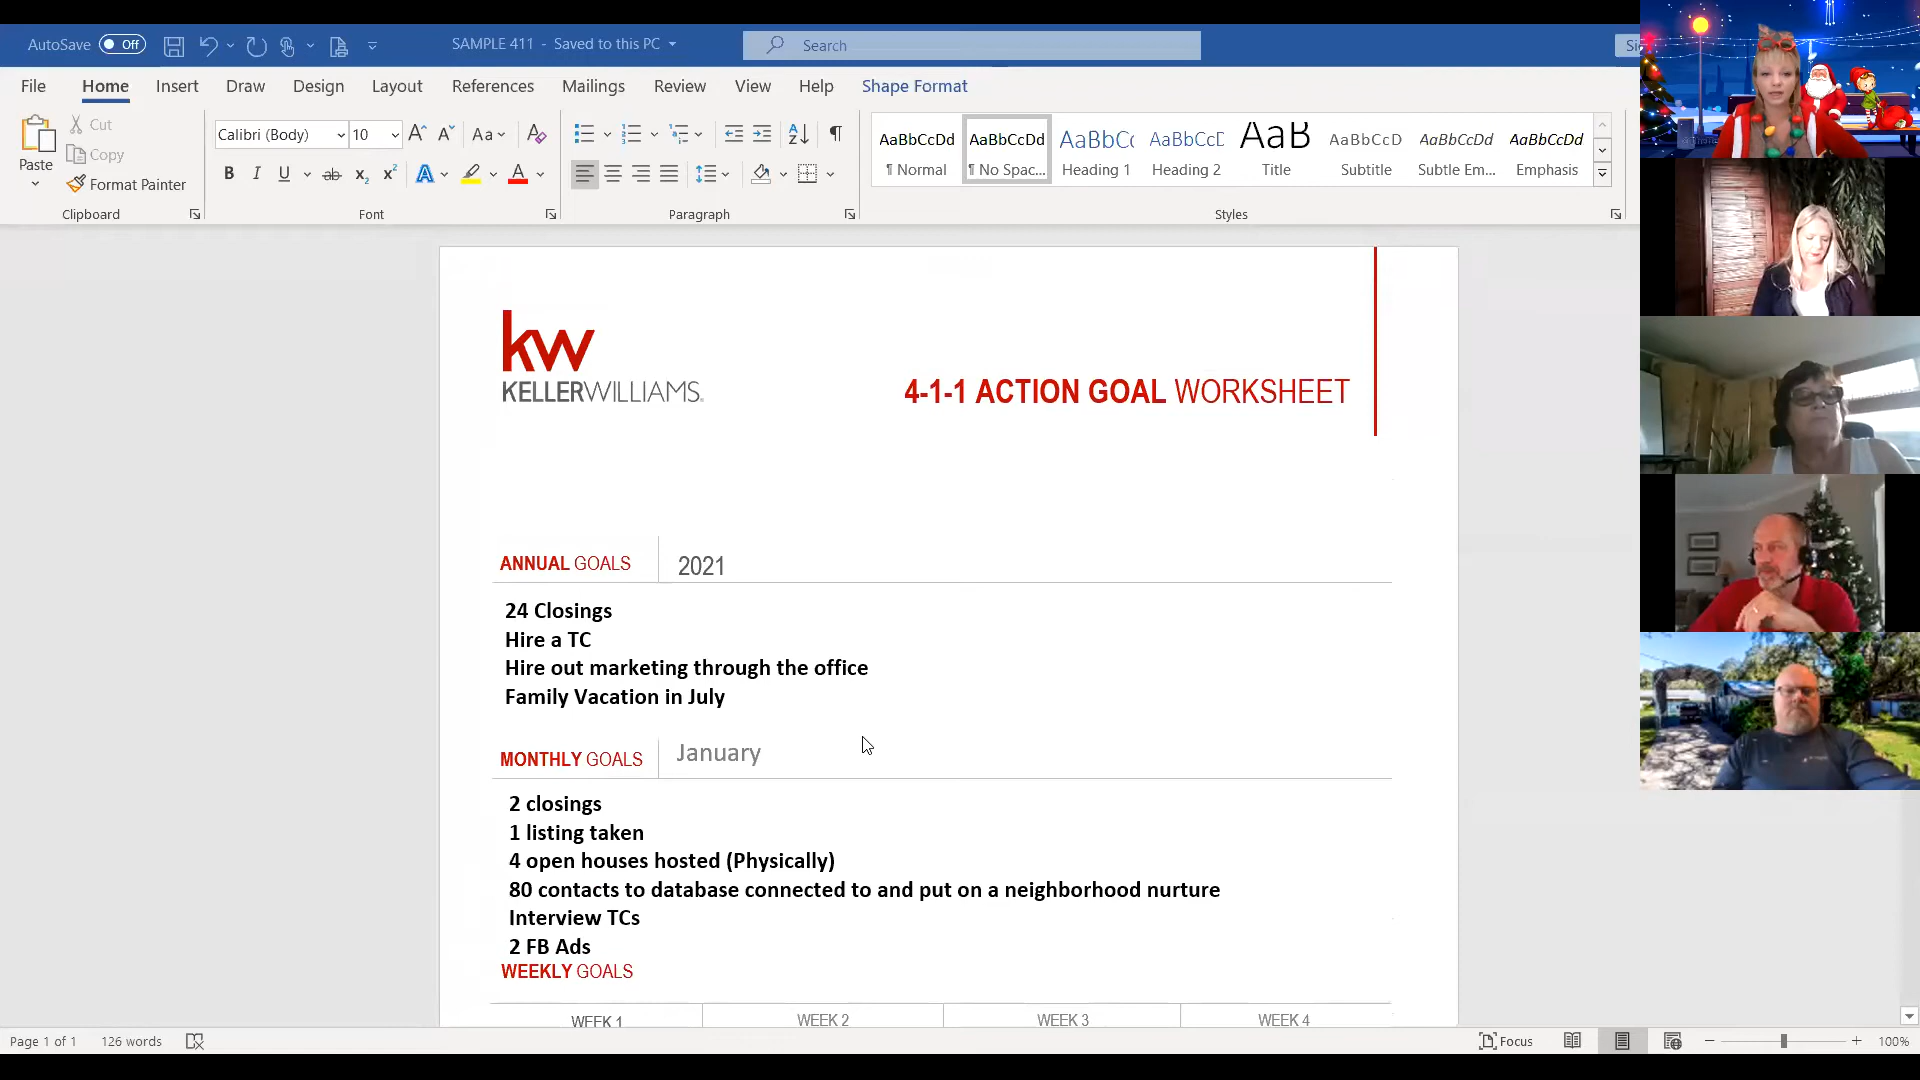 AutoSave Off SAMPLE 411 - Saved to this PC Search
File Home Insert Draw Design Layout References Mailings Review View Help Shape Format
Paste
Cut
Copy
Format Painter
Calibri (Body) 10
AaBbCcDd AaBbCcDd AaBbCc AaBbCcD AaB AaBbCcD AaBbCcDd AaBbCcDd
¶ Normal ¶ No Spac... Heading 1 Heading 2 Title Subtitle Subtle Em... Emphasis
Clipboard Font Paragraph Styles
kw
KELLERWILLIAMS.
4-1-1 ACTION GOAL WORKSHEET
ANNUAL GOALS 2021
24 Closings
Hire a TC
Hire out marketing through the office
Family Vacation in July
MONTHLY GOALS January
2 closings
1 listing taken
4 open houses hosted (Physically)
80 contacts to database connected to and put on a neighborhood nurture
Interview TCs
2 FB Ads
WEEKLY GOALS
WEEK 1 WEEK 2 WEEK 3 WEEK 4
Page 1 of 1 126 words Focus 100%